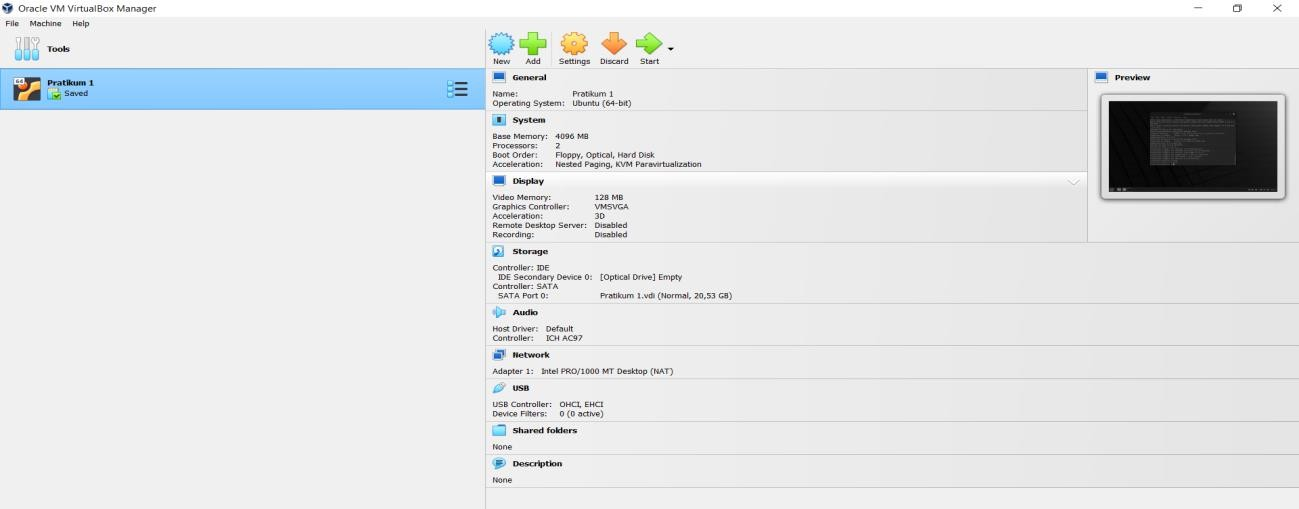 Oracle VM VirtualBox Manager
File Machine Help
Tools
New Add Settings Discard Start
64
Pratikum 1
Saved
General
Name: Pratikum 1
Operating System: Ubuntu (64-bit)
System
Base Memory: 4096 MB
Processors: 2
Boot Order: Floppy, Optical, Hard Disk
Acceleration: Nested Paging, KVM Paravirtualization
Display
Video Memory: 128 MB
Graphics Controller: VMSVGA
Acceleration: 3D
Remote Desktop Server: Disabled
Recording: Disabled
Storage
Controller: IDE
IDE Secondary Device 0: [Optical Drive] Empty
Controller: SATA
SATA Port 0: Pratikum 1.vdi (Normal, 20,53 GB)
Audio
Host Driver: Default
Controller: ICH AC97
Network
Adapter 1: Intel PRO/1000 MT Desktop (NAT)
USB
USB Controller: OHCI, EHCI
Device Filters: 0 (0 active)
Shared folders
None
Description
None
Preview